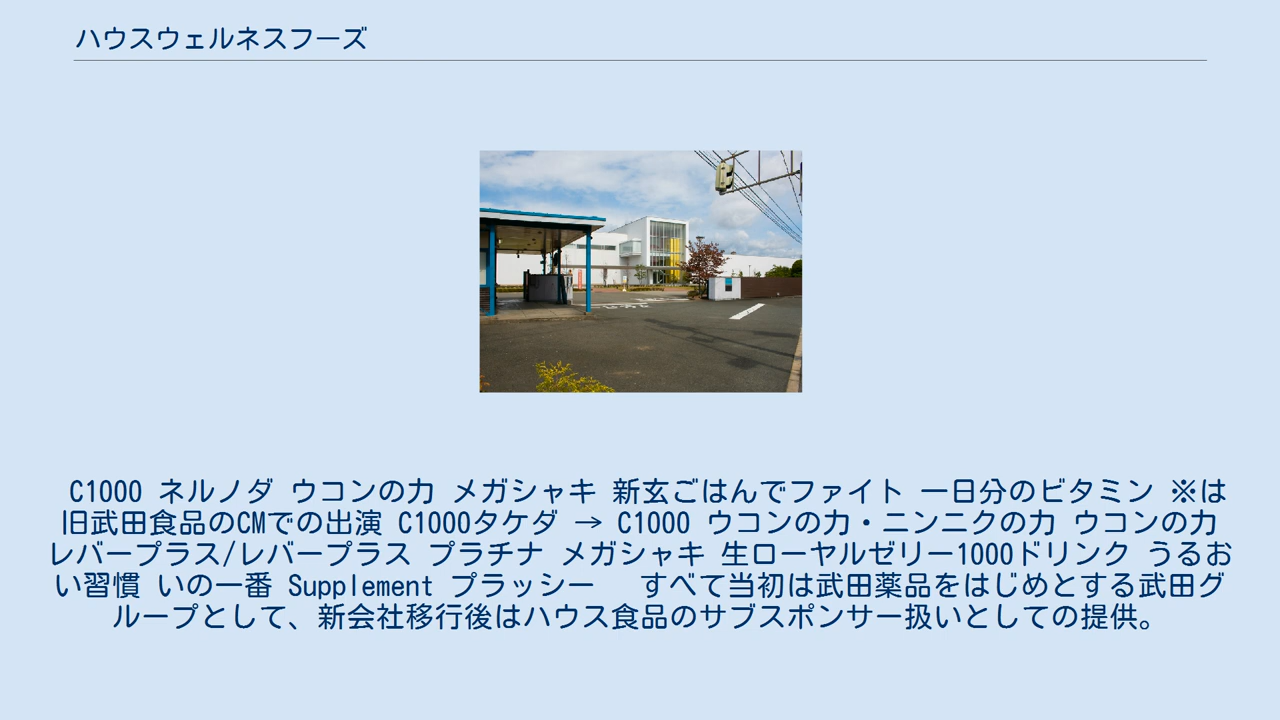 ハウスウェルネスフーズ
C1000 ネルノダ ウコンの力 メガシャキ 新玄ごはんでファイト 一日分のビタミン ※は
旧武田食品のCMでの出演 C1000タケダ → C1000 ウコンの力・ニンニクの力 ウコンの力
レバープラス/レバープラス プラチナ メガシャキ 生ローヤルゼリー1000ドリンク うるお
い習慣 いの一番 Supplement プラッシー　 すべて当初は武田薬品をはじめとする武田グ
ループとして、新会社移行後はハウス食品のサブスポンサー扱いとしての提供。